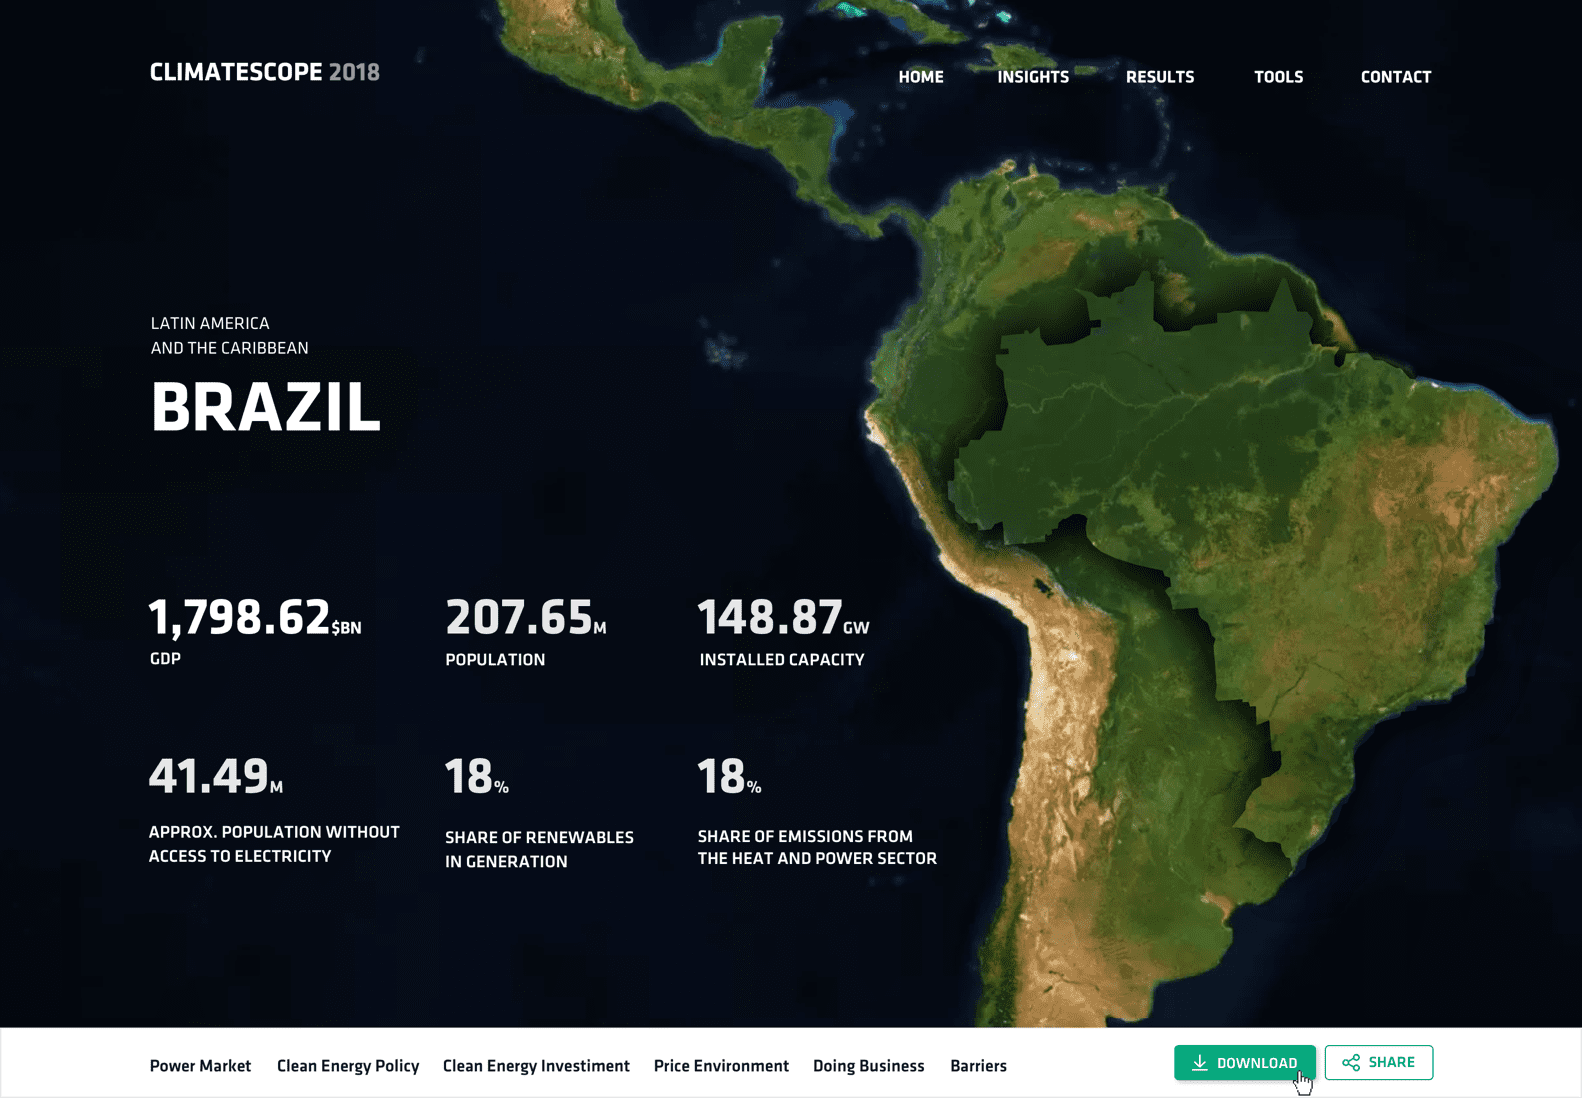 CLIMATESCOPE 2018
HOME INSIGHTS RESULTS TOOLS CONTACT
LATIN AMERICA
AND THE CARIBBEAN
BRAZIL
1,798.62$BN
GDP
207.65M
POPULATION
148.87GW
INSTALLED CAPACITY
41.49M
APPROX. POPULATION WITHOUT
ACCESS TO ELECTRICITY
18%
SHARE OF RENEWABLES
IN GENERATION
18%
SHARE OF EMISSIONS FROM
THE HEAT AND POWER SECTOR
Power Market Clean Energy Policy Clean Energy Investiment Price Environment Doing Business Barriers
DOWNLOAD SHARE